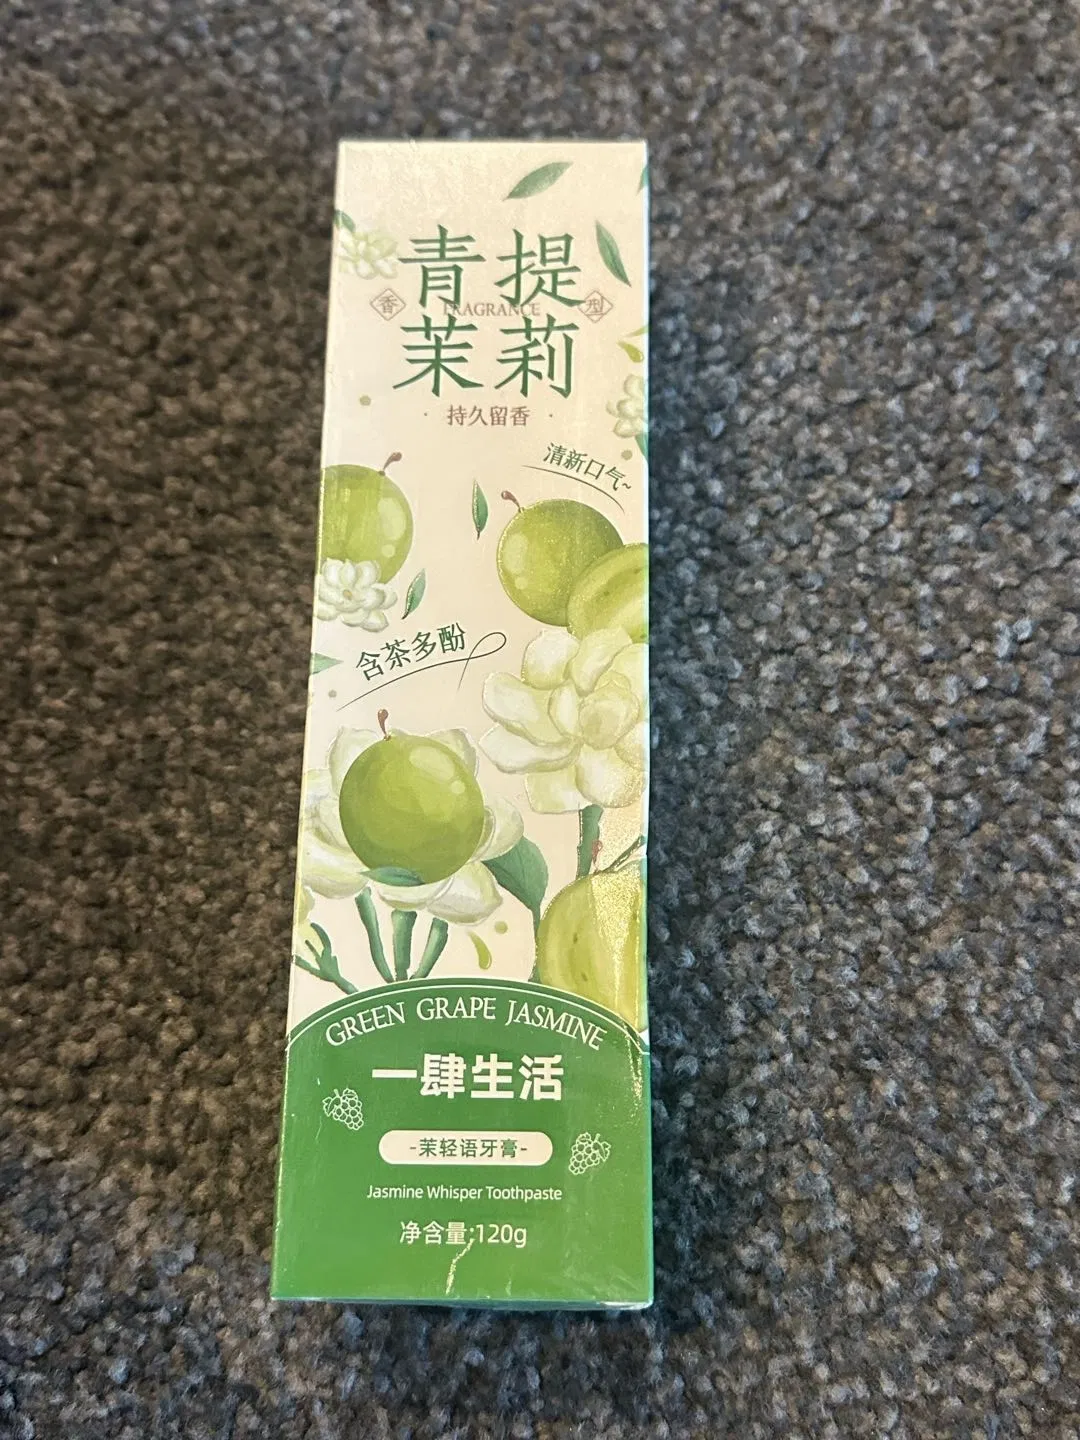 青提
香 FRAGRANCE 型
茉莉
· 持久留香 ·
清新口气~
含茶多酚
GREEN GRAPE JASMINE
一肆生活
-茉轻语牙膏-
Jasmine Whisper Toothpaste
净含量:120g